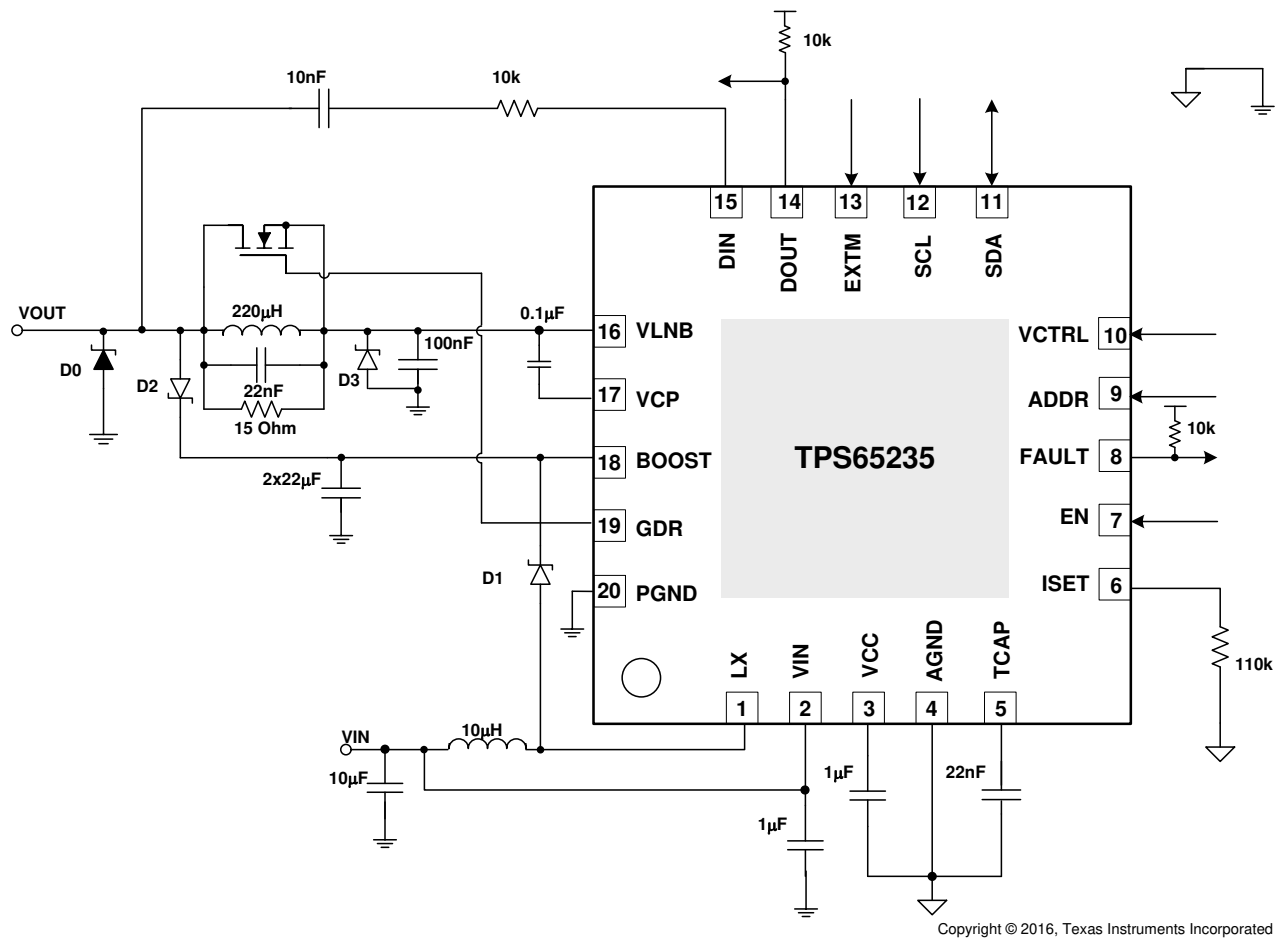 10k
10nF
10k
15
14
13
12
11
DIN
DOUT
EXTM
SCL
SDA
VOUT
220µH
0.1µF
16 VLNB
VCTRL 10
D0
D2
22nF
15 Ohm
D3
100nF
17 VCP
ADDR 9
10k
2x22µF
18 BOOST
TPS65235
FAULT 8
19 GDR
EN 7
D1
20 PGND
ISET 6
110k
LX
VIN
VCC
AGND
TCAP
1
2
3
4
5
VIN
10µH
10µF
1µF
22nF
1µF
Copyright © 2016, Texas Instruments Incorporated